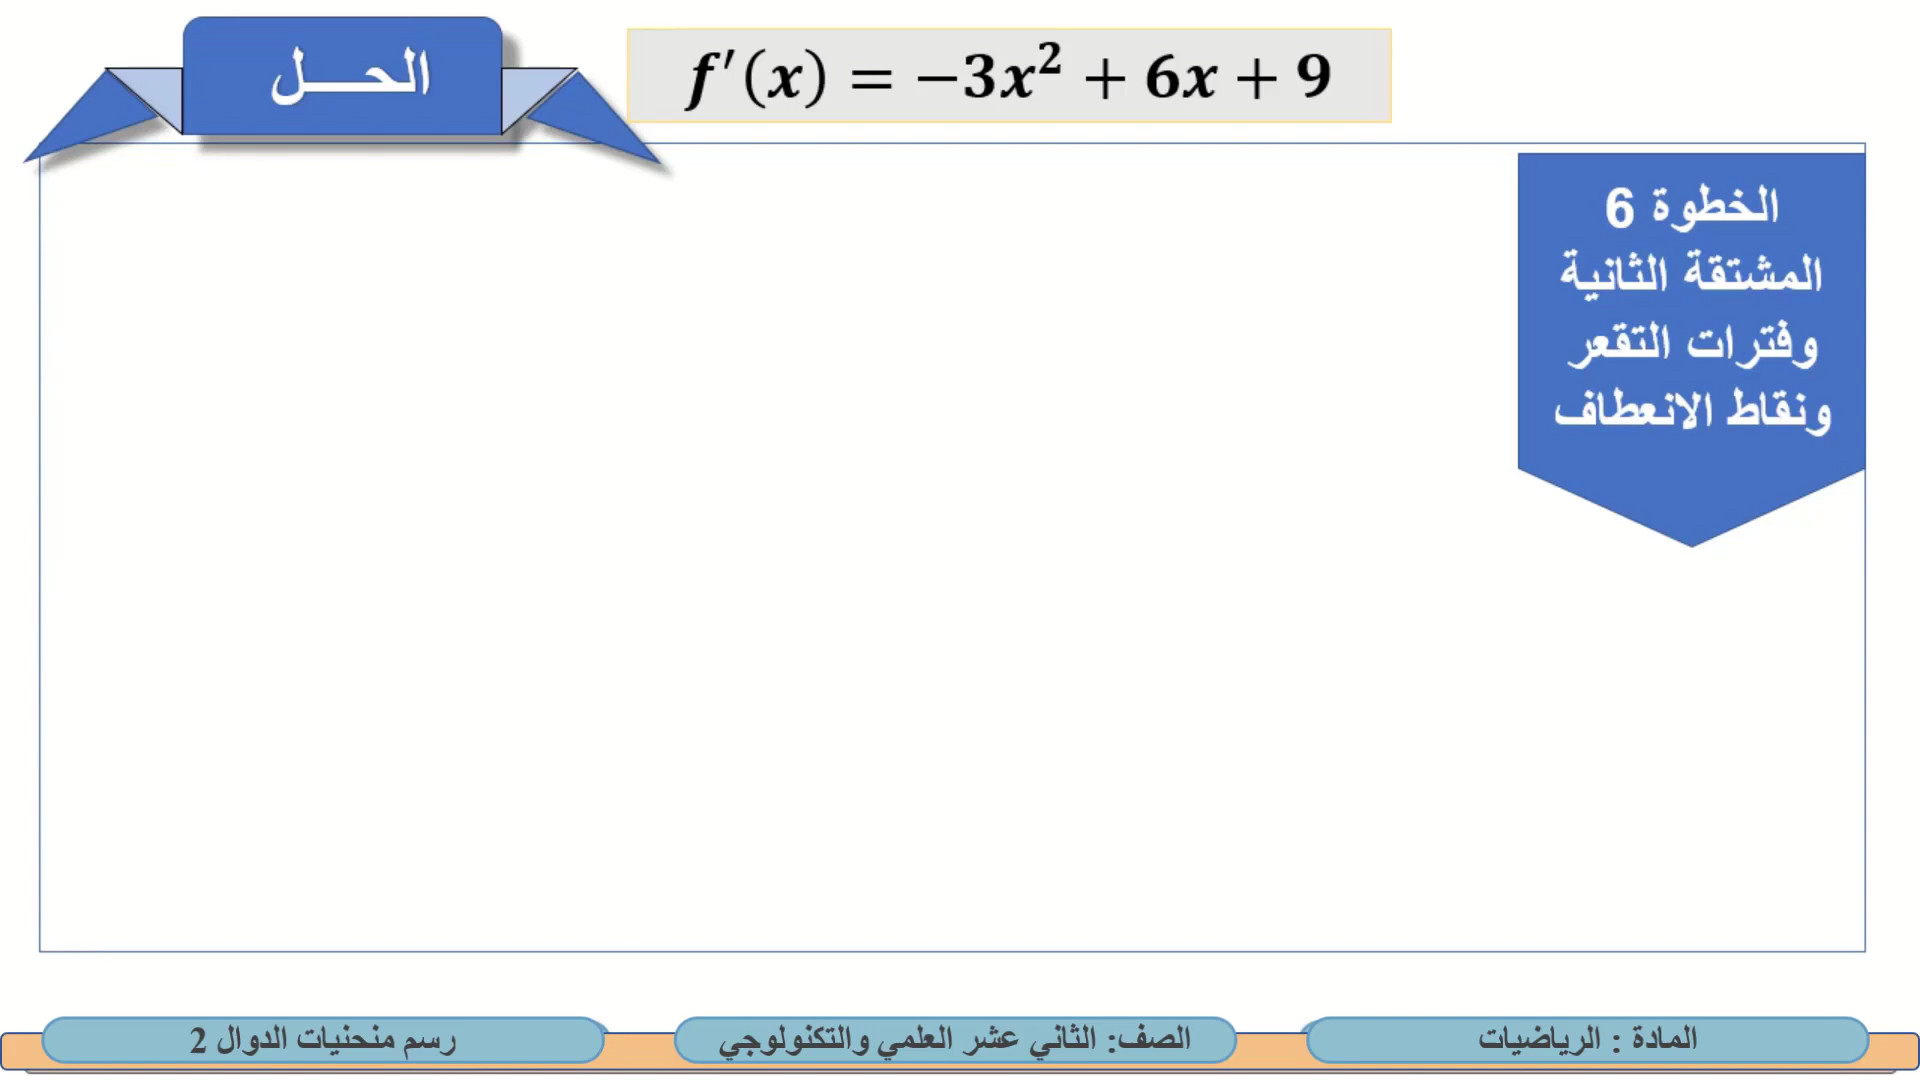 الحــــل
f′(x) = −3x² + 6x + 9
الخطوة 6
المشتقة الثانية
وفترات التقعر
ونقاط الانعطاف
المادة : الرياضيات
الصف: الثاني عشر العلمي والتكنولوجي
رسم منحنيات الدوال 2